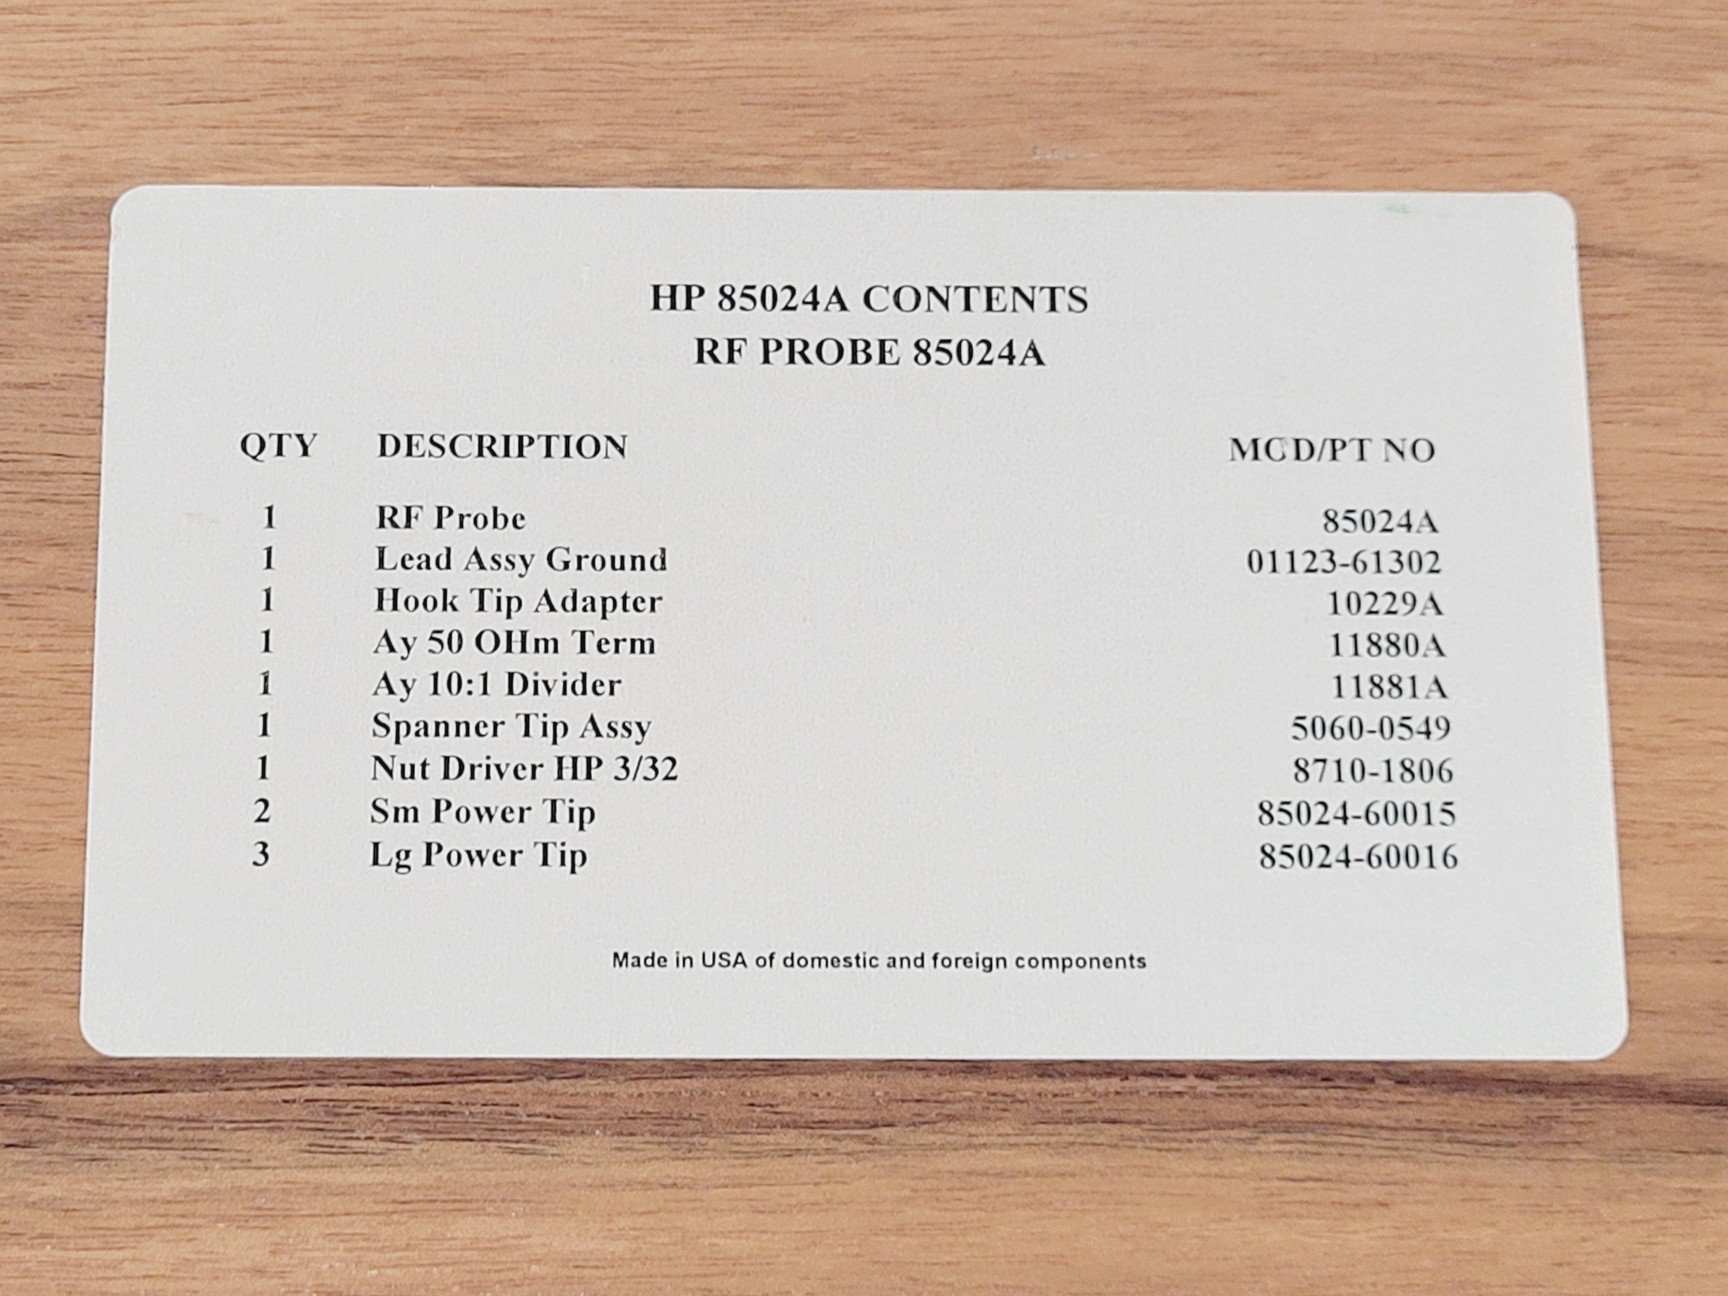 HP 85024A CONTENTS
RF PROBE 85024A
QTY DESCRIPTION MCD/PT NO
1 RF Probe 85024A
1 Lead Assy Ground 01123-61302
1 Hook Tip Adapter 10229A
1 Ay 50 OHm Term 11880A
1 Ay 10:1 Divider 11881A
1 Spanner Tip Assy 5060-0549
1 Nut Driver HP 3/32 8710-1806
2 Sm Power Tip 85024-60015
3 Lg Power Tip 85024-60016
Made in USA of domestic and foreign components